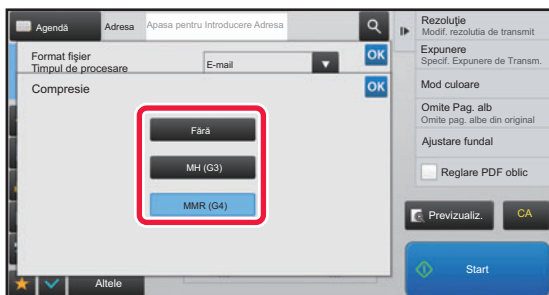 Agendă
Adresa
Apasa pentru Introducere Adresa
Format fişier
Timpul de procesare
E-mail
OK
Compresie
OK
Fără
MH (G3)
MMR (G4)
Altele
Rezoluţie
Modif. rezolutia de transmit
Expunere
Specif. Expunere de Transm.
Mod culoare
Omite Pag. alb
Omite pag. albe din original
Ajustare fundal
Reglare PDF oblic
Previzualiz.
CA
Start